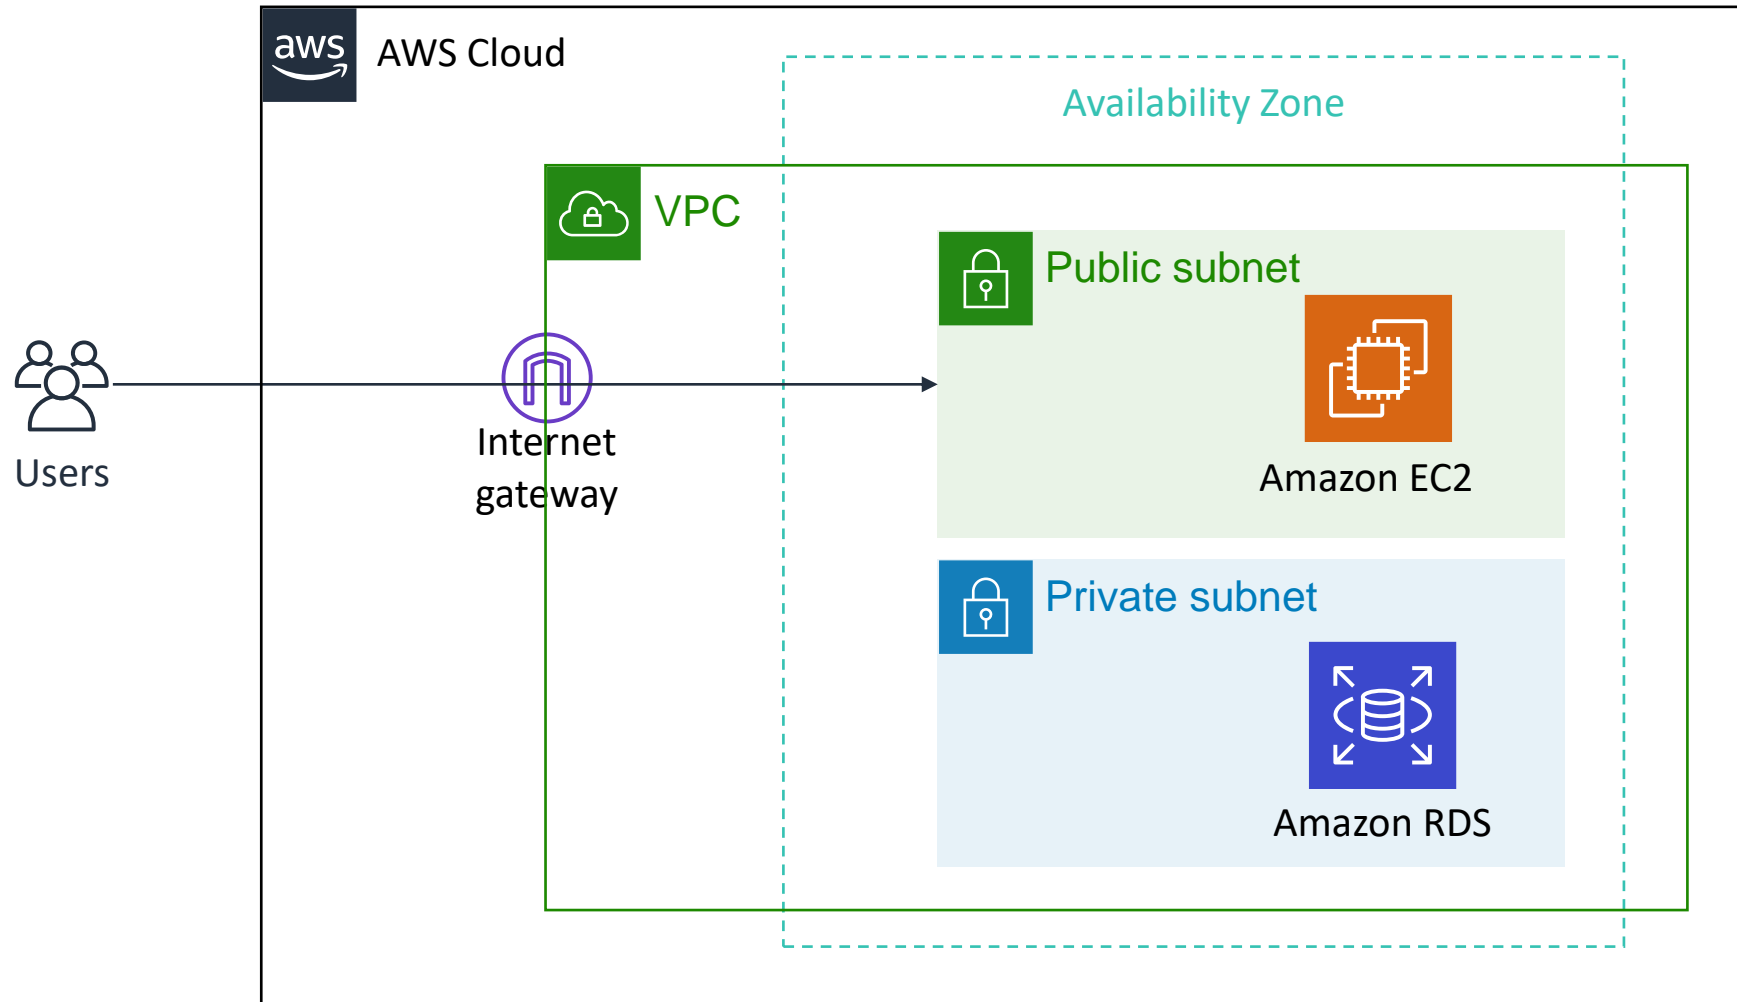 aws
AWS Cloud
Availability Zone
VPC
Public subnet
Internet
gateway
Users
Amazon EC2
Private subnet
Amazon RDS